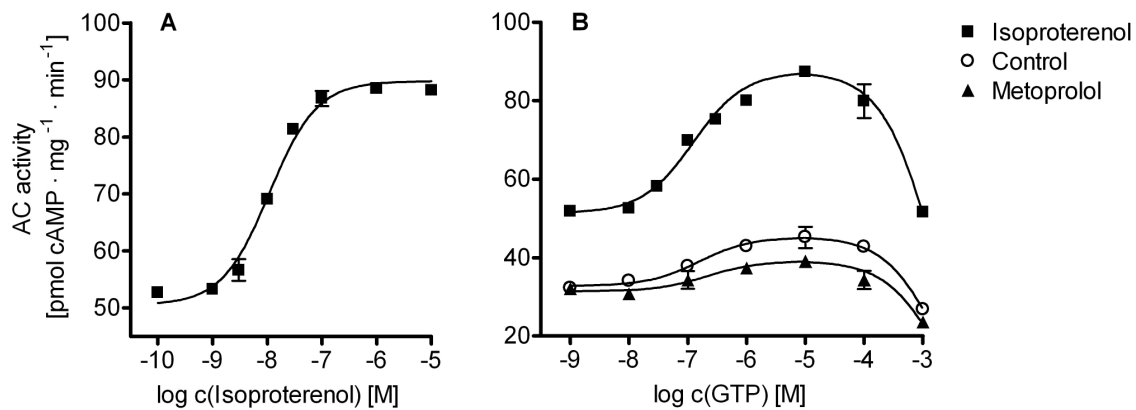 A
B
AC activity
[pmol cAMP · mg⁻¹ · min⁻¹]
100
90
80
70
60
50
-10 -9 -8 -7 -6 -5
log c(Isoproterenol) [M]
100
80
60
40
20
-9 -8 -7 -6 -5 -4 -3
log c(GTP) [M]
Isoproterenol
Control
Metoprolol